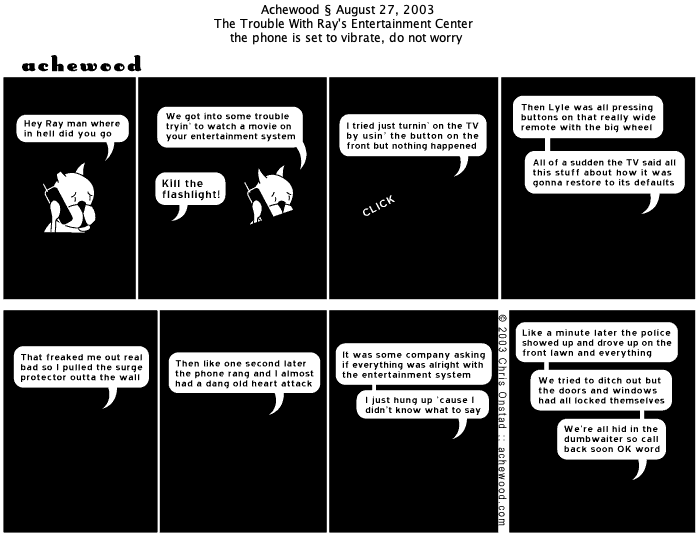 Achewood § August 27, 2003
The Trouble With Ray's Entertainment Center
the phone is set to vibrate, do not worry
achewood
Hey Ray man where
in hell did you go
We got into some trouble
tryin' to watch a movie on
your entertainment system
Kill the
flashlight!
I tried just turnin' on the TV
by usin' the button on the
front but nothing happened
CLICK
Then Lyle was all pressing
buttons on that really wide
remote with the big wheel
All of a sudden the TV said all
this stuff about how it was
gonna restore to its defaults
That freaked me out real
bad so I pulled the surge
protector outta the wall
Then like one second later
the phone rang and I almost
had a dang old heart attack
It was some company asking
if everything was alright with
the entertainment system
I just hung up 'cause I
didn't know what to say
© 2003 Chris Onstad :: achewood.com
Like a minute later the police
showed up and drove up on the
front lawn and everything
We tried to ditch out but
the doors and windows
had all locked themselves
We're all hid in the
dumbwaiter so call
back soon OK word